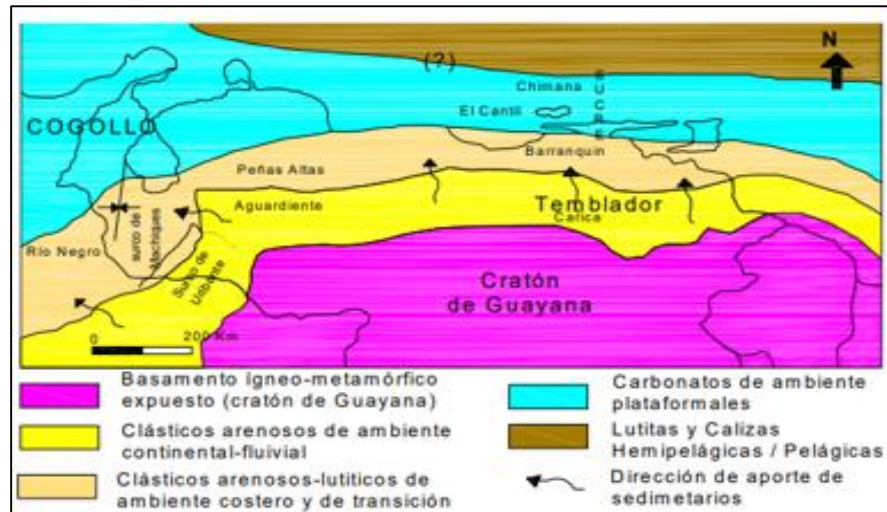 N
(?)
Chimana
SUCRE
El Cantil
COGOLLO
Barranquin
Peñas Altas
Aguardiente
Temblador
Surco de
Machiques
Río Negro
Surco de
Uribante
Cratón
de Guayana
0 200 Km
Basamento ígneo-metamórfico
expuesto (cratón de Guayana)
Clásticos arenosos de ambiente
continental-fluivial
Clásticos arenosos-lutiticos de
ambiente costero y de transición
Carbonatos de ambiente
plataformales
Lutitas y Calizas
Hemipelágicas / Pelágicas
Dirección de aporte de
sedimetarios